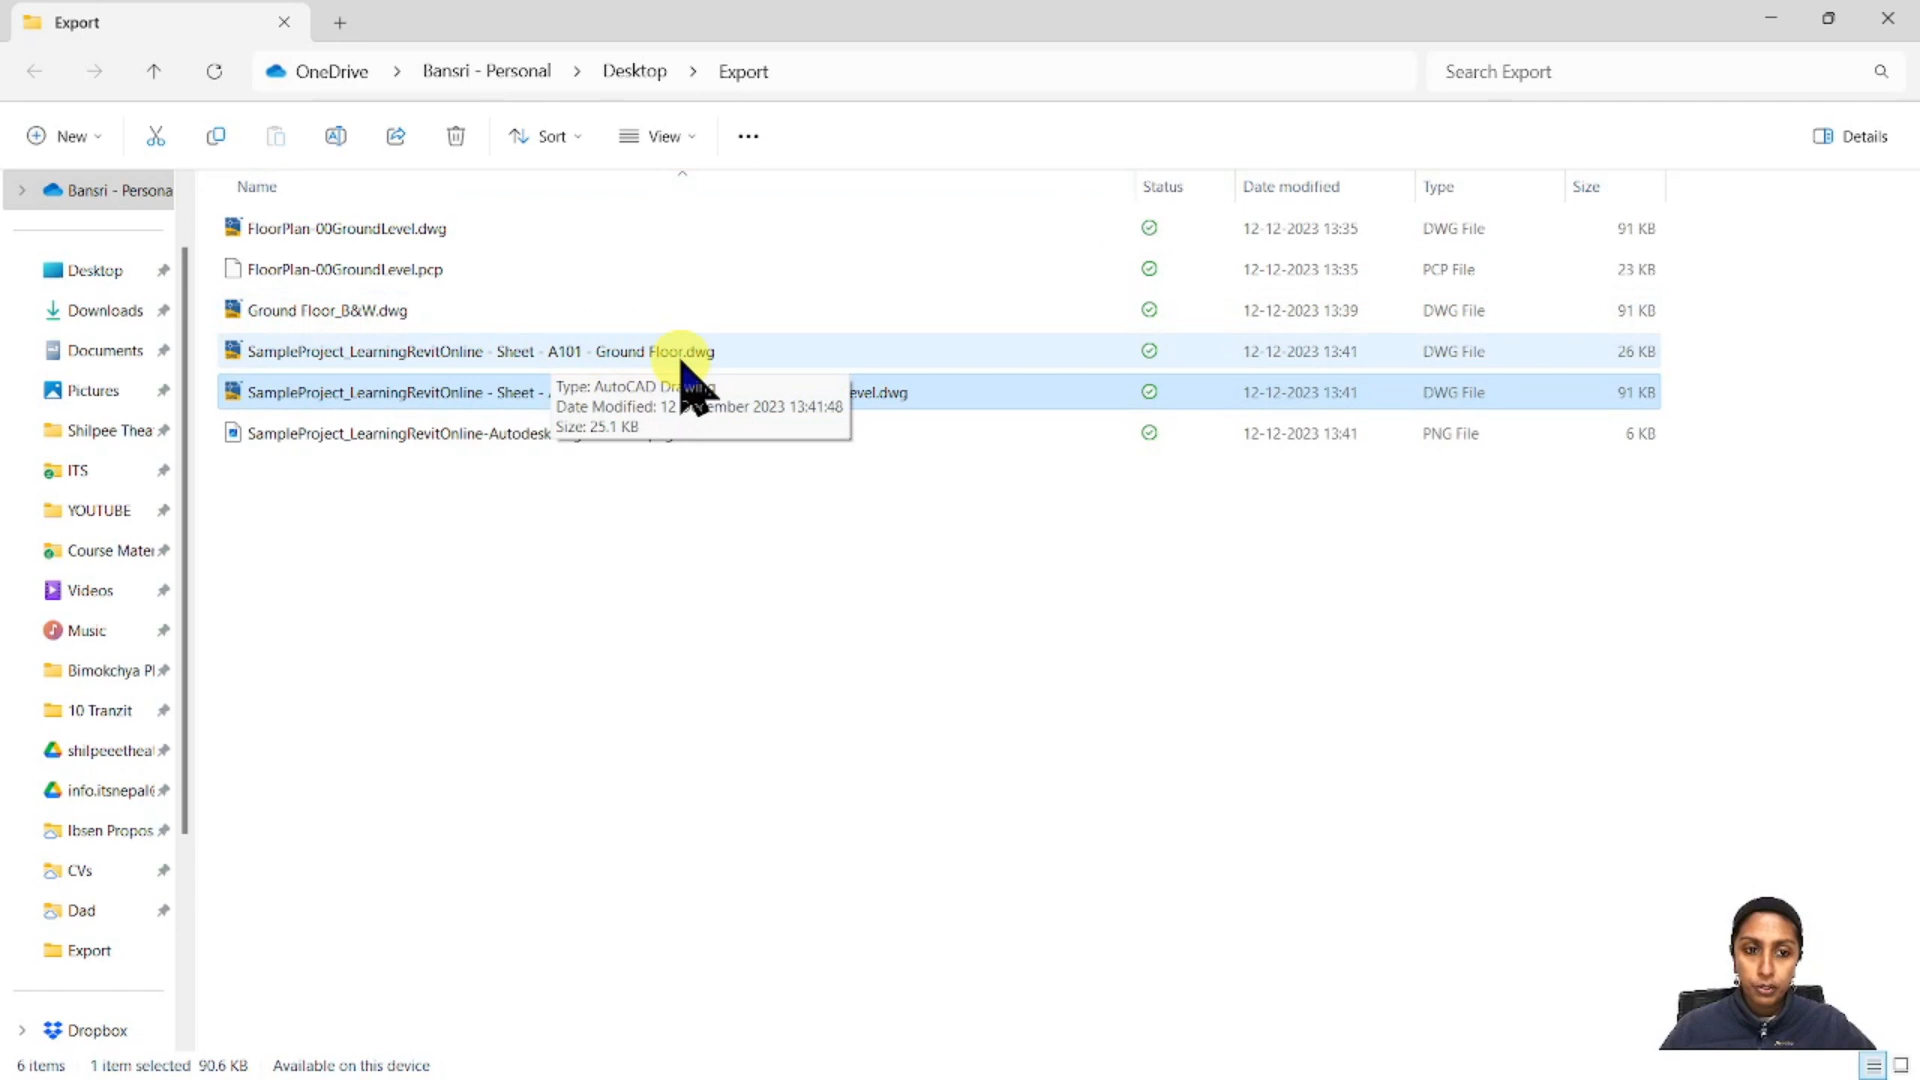 Export
OneDrive > Bansri - Personal > Desktop > Export
Search Export
New
Sort
View
Details
Bansri - Persona
Name
Status
Date modified
Type
Size
FloorPlan-00GroundLevel.dwg
12-12-2023 13:35
DWG File
91 KB
FloorPlan-00GroundLevel.pcp
12-12-2023 13:35
PCP File
23 KB
Ground Floor_B&W.dwg
12-12-2023 13:39
DWG File
91 KB
SampleProject_LearningRevitOnline - Sheet - A101 - Ground Floor.dwg
12-12-2023 13:41
DWG File
26 KB
SampleProject_LearningRevitOnline - Sheet -
evel.dwg
12-12-2023 13:41
DWG File
91 KB
Type: AutoCAD Drawing
Date Modified: 12 December 2023 13:41:48
Size: 25.1 KB
SampleProject_LearningRevitOnline-Autodesk
12-12-2023 13:41
PNG File
6 KB
Desktop
Downloads
Documents
Pictures
Shilpee Thea
ITS
YOUTUBE
Course Mater
Videos
Music
Bimokchya Pl
10 Tranzit
shilpeeethea
info.itsnepal
Ibsen Propos
CVs
Dad
Export
Dropbox
6 items
1 item selected 90.6 KB
Available on this device